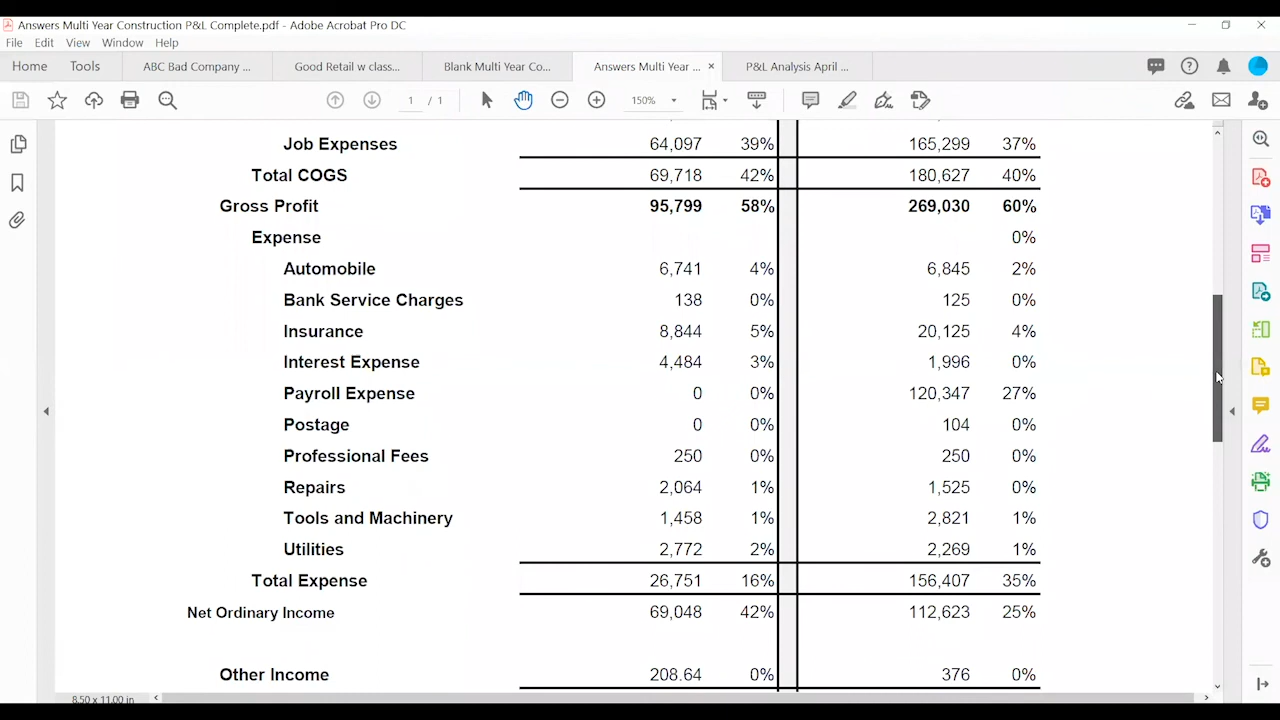 Answers Multi Year Construction P&L Complete.pdf - Adobe Acrobat Pro DC
File Edit View Window Help
Home Tools ABC Bad Company ... Good Retail w class... Blank Multi Year Co... Answers Multi Year ... × P&L Analysis April ...
1 / 1 150%
Job Expenses 64,097 39% 165,299 37%
Total COGS 69,718 42% 180,627 40%
Gross Profit 95,799 58% 269,030 60%
Expense 0%
Automobile 6,741 4% 6,845 2%
Bank Service Charges 138 0% 125 0%
Insurance 8,844 5% 20,125 4%
Interest Expense 4,484 3% 1,996 0%
Payroll Expense 0 0% 120,347 27%
Postage 0 0% 104 0%
Professional Fees 250 0% 250 0%
Repairs 2,064 1% 1,525 0%
Tools and Machinery 1,458 1% 2,821 1%
Utilities 2,772 2% 2,269 1%
Total Expense 26,751 16% 156,407 35%
Net Ordinary Income 69,048 42% 112,623 25%
Other Income 208.64 0% 376 0%
8.50 x 11.00 in